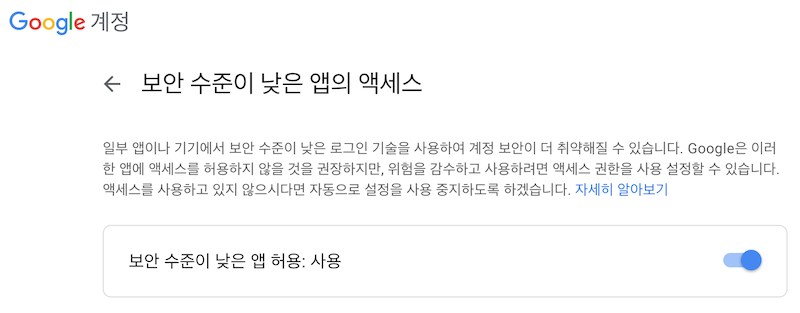 Google 계정
← 보안 수준이 낮은 앱의 액세스
일부 앱이나 기기에서 보안 수준이 낮은 로그인 기술을 사용하여 계정 보안이 더 취약해질 수 있습니다. Google은 이러
한 앱에 액세스를 허용하지 않을 것을 권장하지만, 위험을 감수하고 사용하려면 액세스 권한을 사용 설정할 수 있습니다.
액세스를 사용하고 있지 않으시다면 자동으로 설정을 사용 중지하도록 하겠습니다. 자세히 알아보기
보안 수준이 낮은 앱 허용: 사용